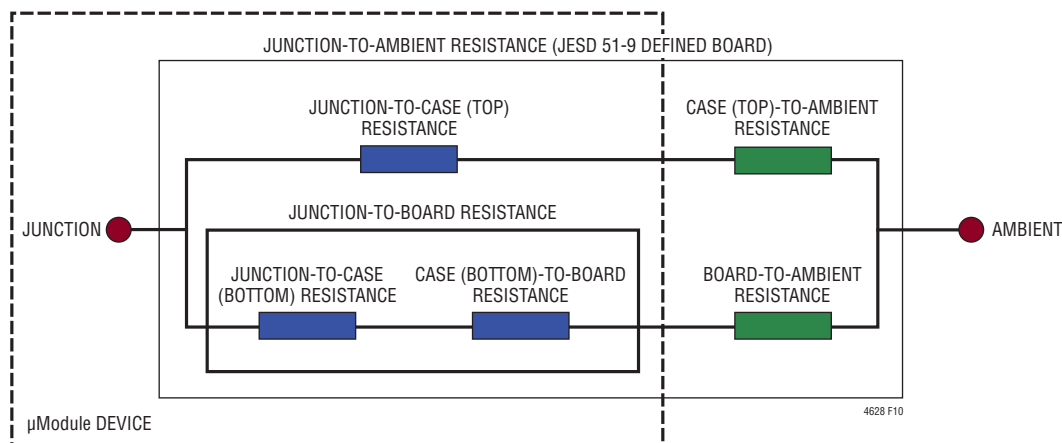 JUNCTION-TO-AMBIENT RESISTANCE (JESD 51-9 DEFINED BOARD)
JUNCTION-TO-CASE (TOP)
RESISTANCE
CASE (TOP)-TO-AMBIENT
RESISTANCE
JUNCTION-TO-BOARD RESISTANCE
JUNCTION
AMBIENT
JUNCTION-TO-CASE
(BOTTOM) RESISTANCE
CASE (BOTTOM)-TO-BOARD
RESISTANCE
BOARD-TO-AMBIENT
RESISTANCE
4628 F10
µModule DEVICE